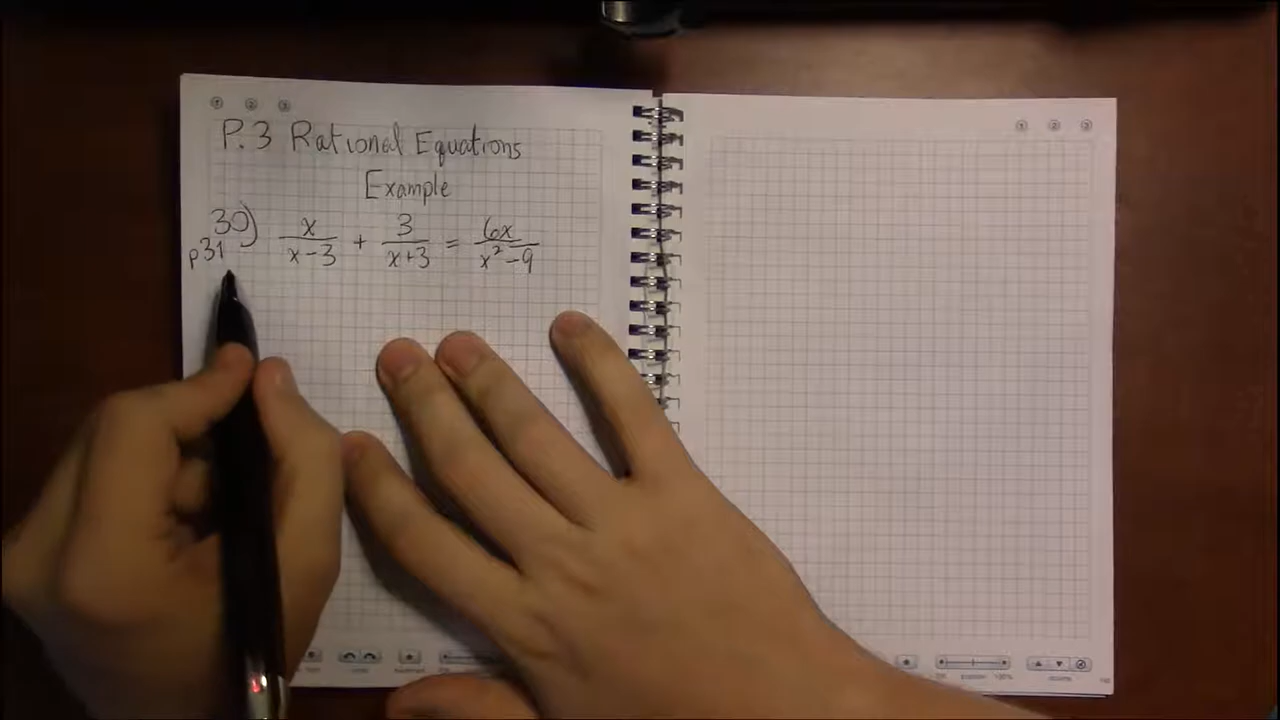 P.3 Rational Equations
Example
30) x/(x-3) + 3/(x+3) = 6x/(x²-9)
p31